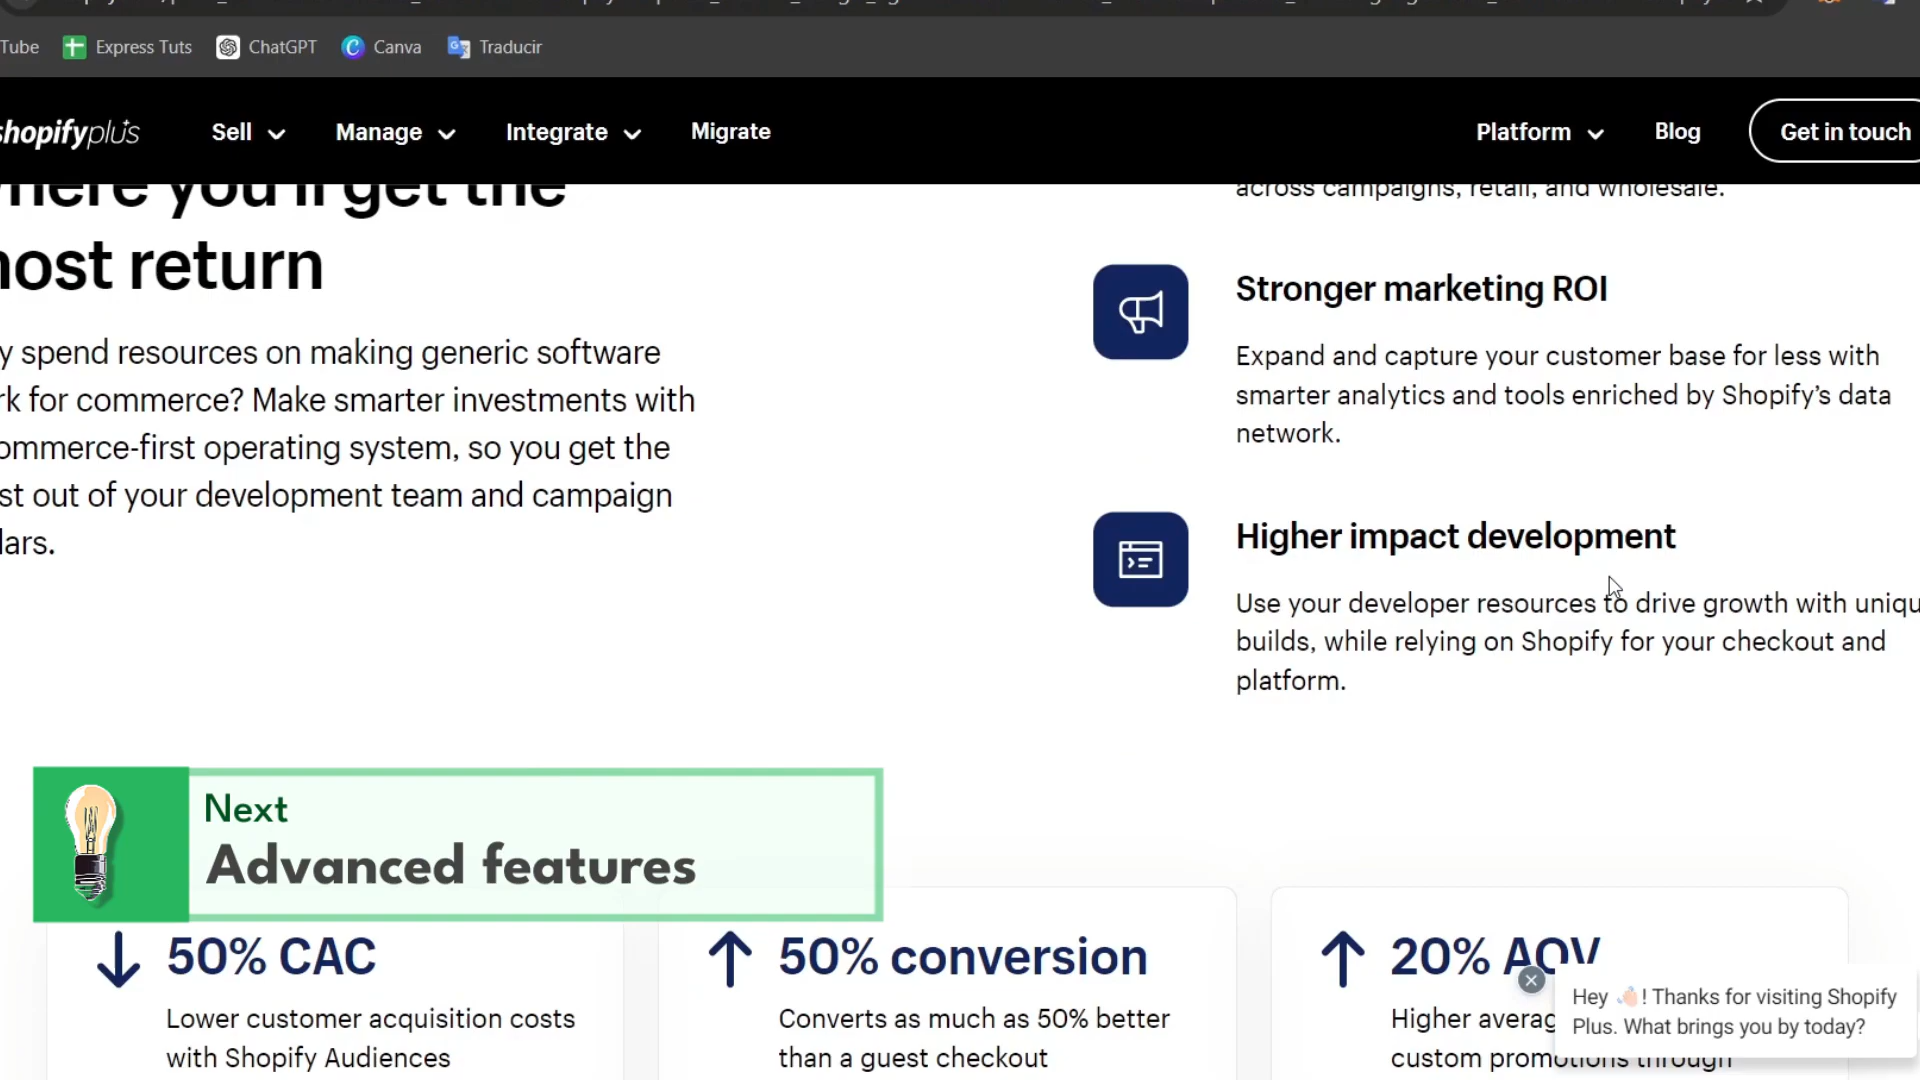 Tube Express Tuts ChatGPT Canva Traducir
shopifyplus Sell Manage Integrate Migrate Platform Blog Get in touch
you'll get the
most return
across campaigns, retail, and wholesale.
Stronger marketing ROI
Expand and capture your customer base for less with
smarter analytics and tools enriched by Shopify's data
network.
y spend resources on making generic software
rk for commerce? Make smarter investments with
ommerce-first operating system, so you get the
st out of your development team and campaign
lars.
Higher impact development
Use your developer resources to drive growth with uniqu
builds, while relying on Shopify for your checkout and
platform.
Next
Advanced features
50% CAC
Lower customer acquisition costs
with Shopify Audiences
50% conversion
Converts as much as 50% better
than a guest checkout
20% AOV
Higher averag
custom promotions through
Hey 👋🏻! Thanks for visiting Shopify
Plus. What brings you by today?